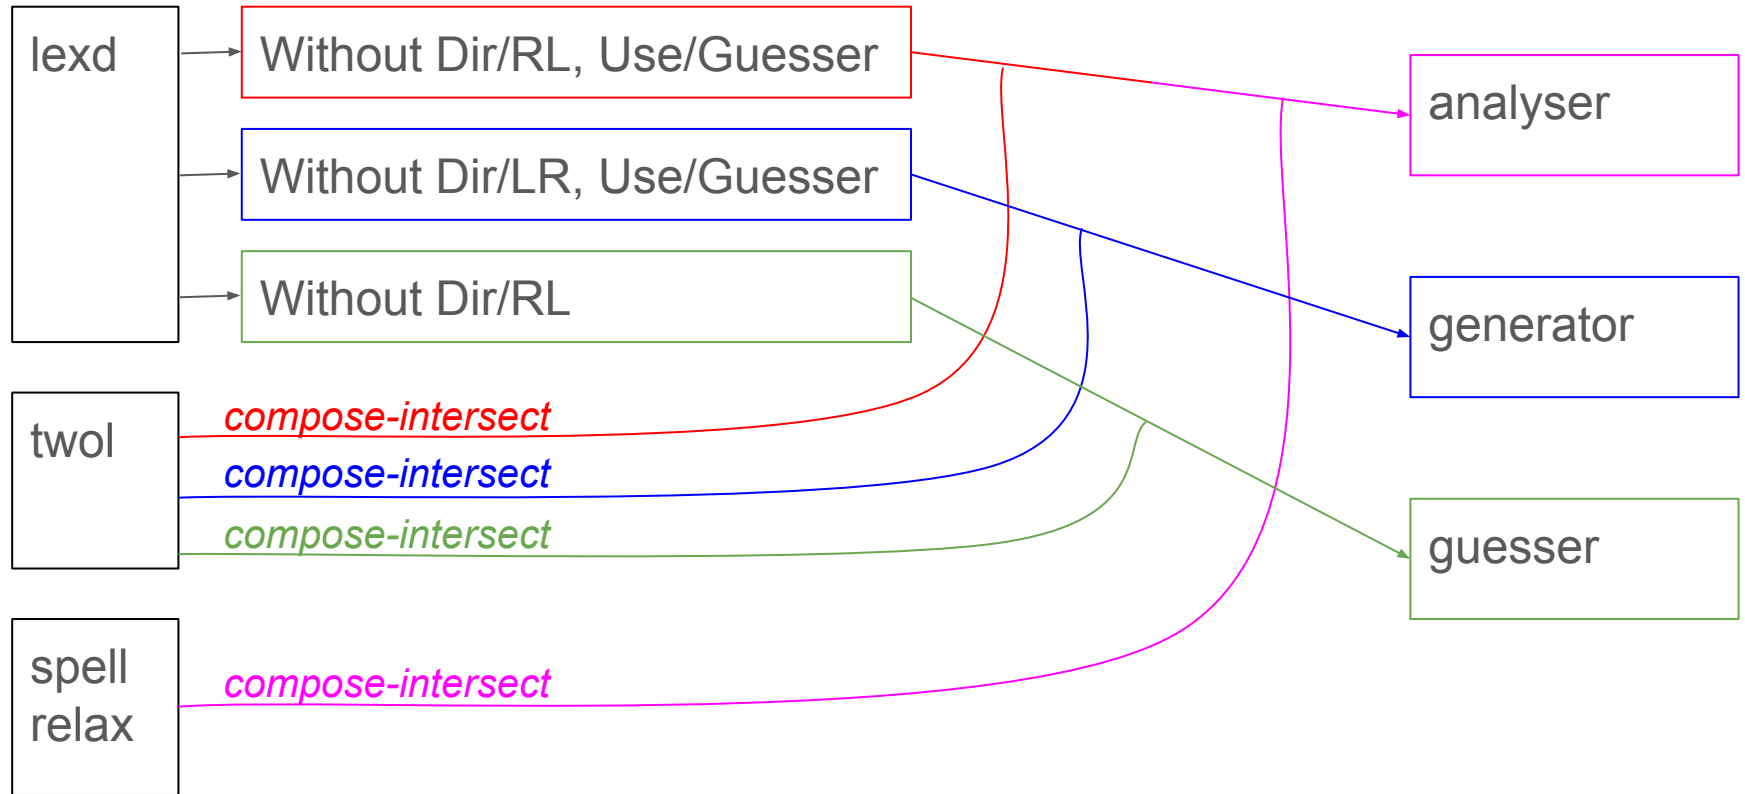 lexd
Without Dir/RL, Use/Guesser
Without Dir/LR, Use/Guesser
Without Dir/RL
analyser
generator
guesser
twol
compose-intersect
compose-intersect
compose-intersect
spell
relax
compose-intersect